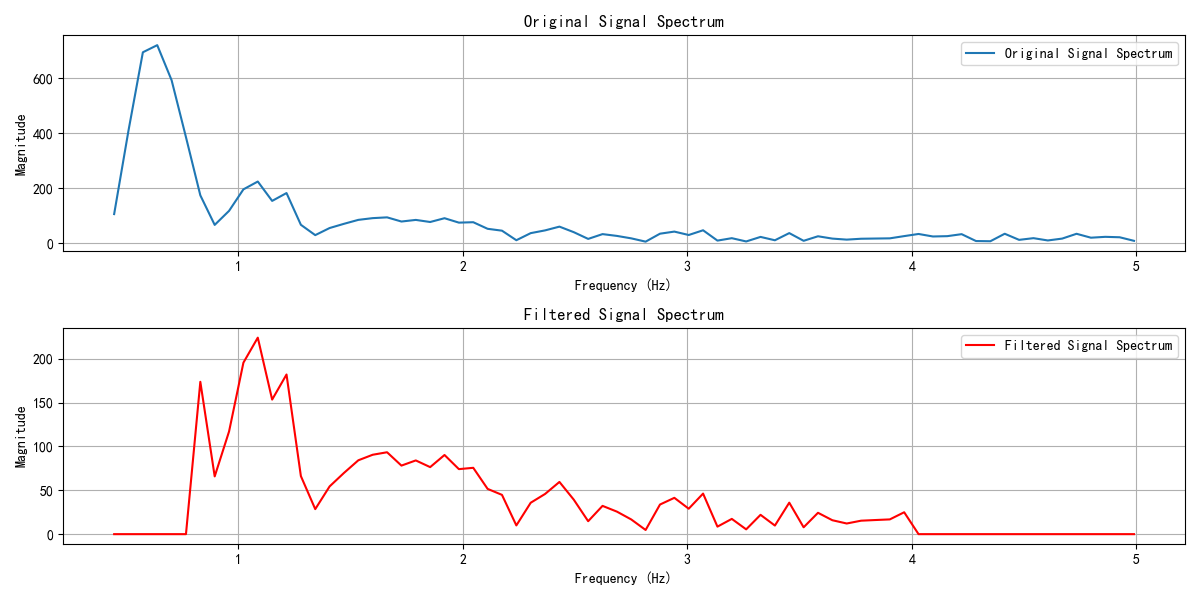 Original Signal Spectrum
Original Signal Spectrum
Magnitude
600
400
200
0
1 2 3 4 5
Frequency (Hz)
Filtered Signal Spectrum
Filtered Signal Spectrum
Magnitude
200
150
100
50
0
1 2 3 4 5
Frequency (Hz)